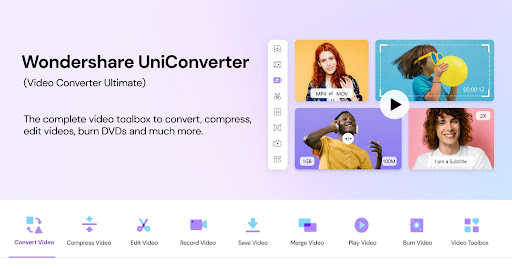 Wondershare UniConverter
(Video Converter Ultimate)
The complete video toolbox to convert, compress,
edit videos, burn DVDs and much more.
MP4 ⇌ MOV
00:00:12
1GB
100M
2X
I am a Subtitle
Convert Video
Compress Video
Edit Video
Record Video
Save Video
Merge Video
Play Video
Burn Video
Video Toolbox